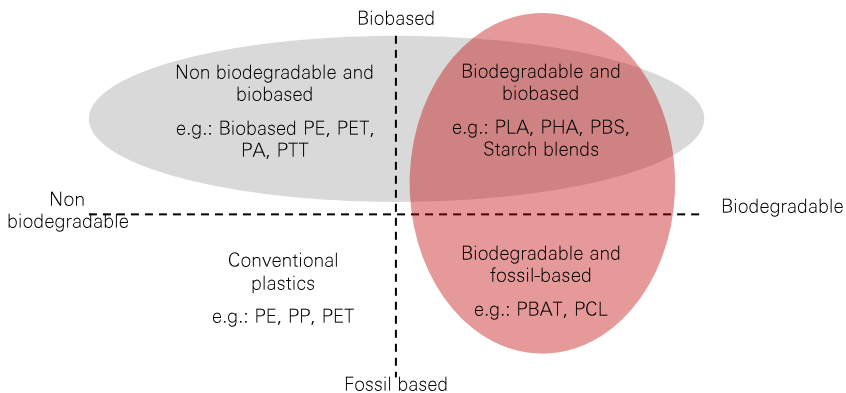 Biobased
Non biodegradable and
biobased
e.g.: Biobased PE, PET,
PA, PTT
Biodegradable and
biobased
e.g.: PLA, PHA, PBS,
Starch blends
Non
biodegradable
Biodegradable
Conventional
plastics
e.g.: PE, PP, PET
Biodegradable and
fossil-based
e.g.: PBAT, PCL
Fossil based